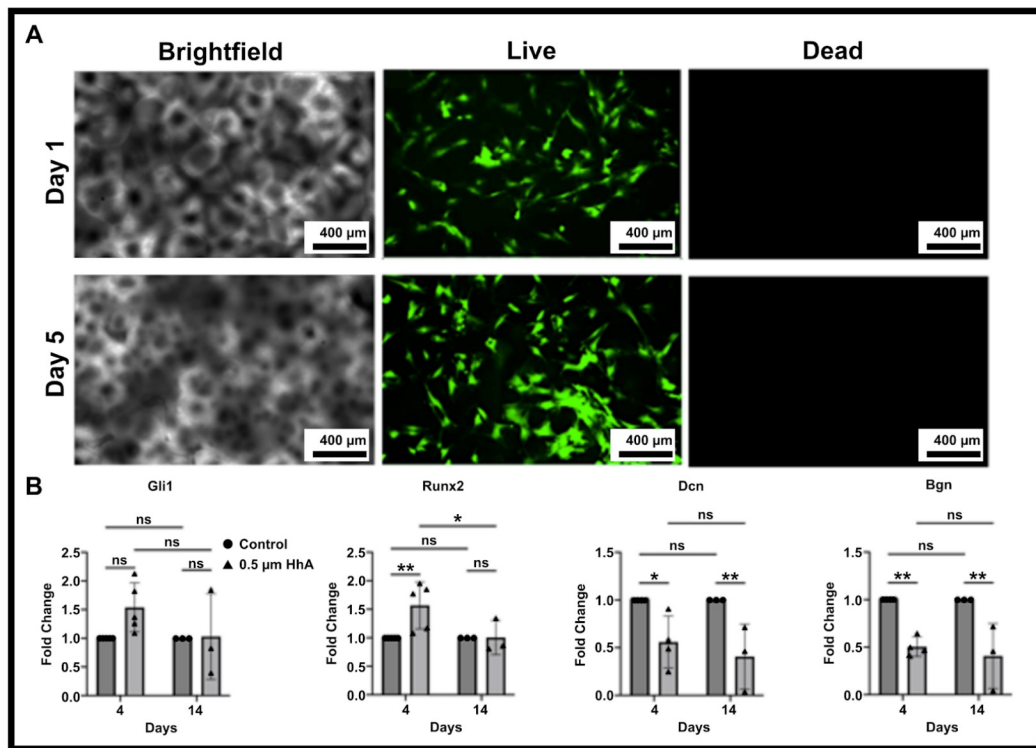 A
Brightfield Live Dead
Day 1
400 µm 400 µm 400 µm
Day 5
400 µm 400 µm 400 µm
B
Gli1
ns
ns
ns ns
Control
0.5 µm HhA
Fold Change
2.5
2.0
1.5
1.0
0.5
0.0
4 14
Days
Runx2
*
ns
** ns
Fold Change
2.5
2.0
1.5
1.0
0.5
0.0
4 14
Days
Dcn
ns
ns
* **
Fold Change
1.5
1.0
0.5
0.0
4 14
Days
Bgn
ns
ns
** **
Fold Change
1.5
1.0
0.5
0.0
4 14
Days